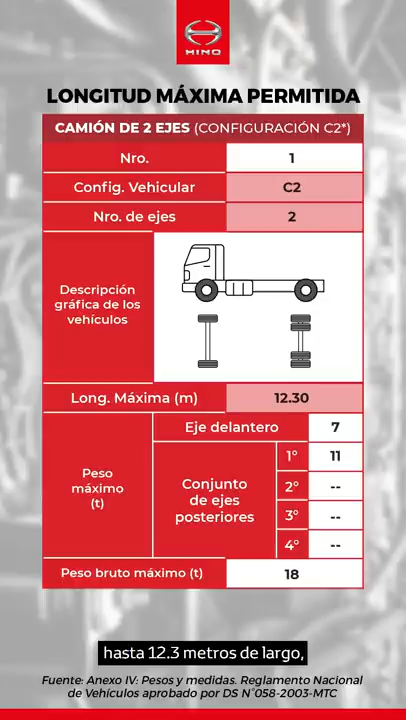 HINO
LONGITUD MÁXIMA PERMITIDA
CAMIÓN DE 2 EJES (CONFIGURACIÓN C2*)
Nro. 1
Config. Vehicular C2
Nro. de ejes 2
Descripción
gráfica de los
vehículos
Long. Máxima (m) 12.30
Peso
máximo
(t)
Eje delantero 7
Conjunto
de ejes
posteriores
1° 11
2° --
3° --
4° --
Peso bruto máximo (t) 18
hasta 12.3 metros de largo,
Fuente: Anexo IV: Pesos y medidas. Reglamento Nacional
de Vehículos aprobado por DS N°058-2003-MTC